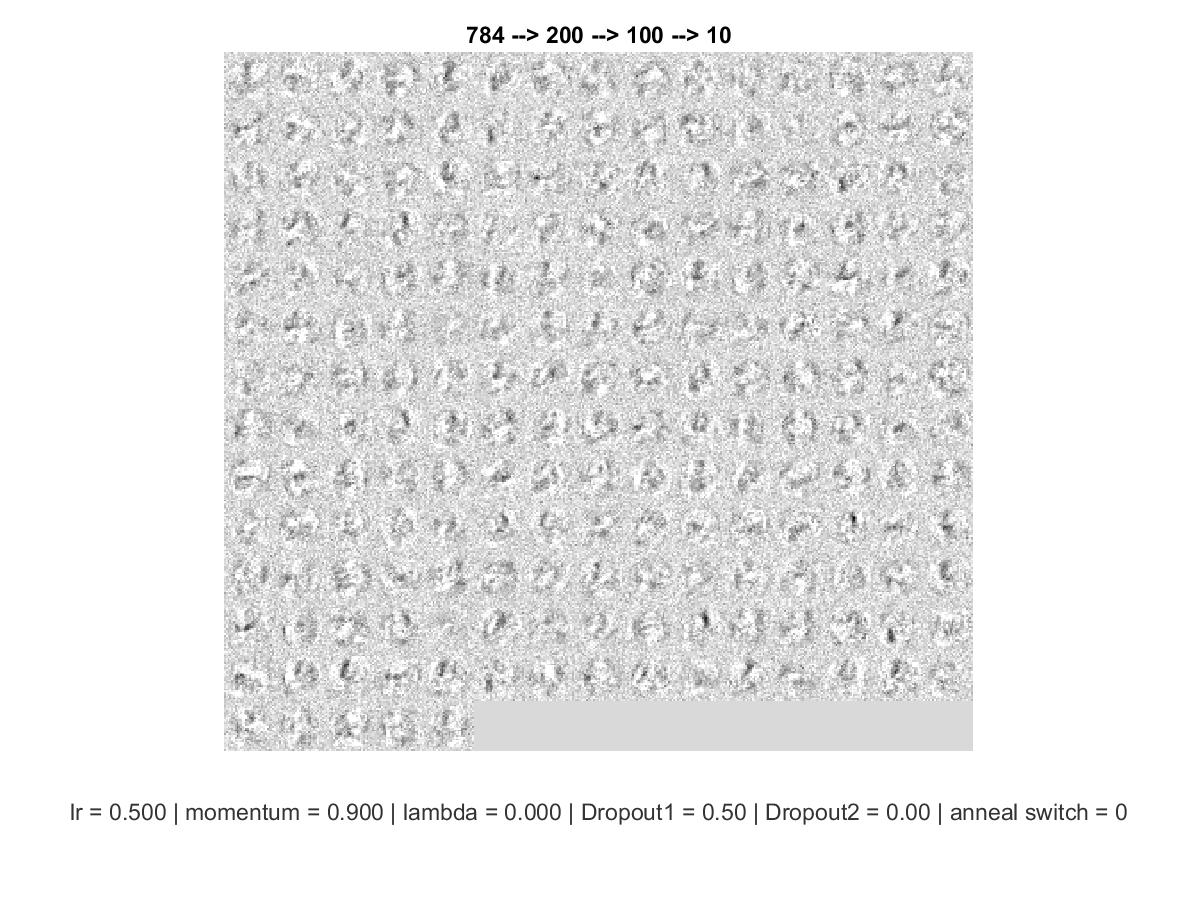 784 --> 200 --> 100 --> 10
lr = 0.500 | momentum = 0.900 | lambda = 0.000 | Dropout1 = 0.50 | Dropout2 = 0.00 | anneal switch = 0